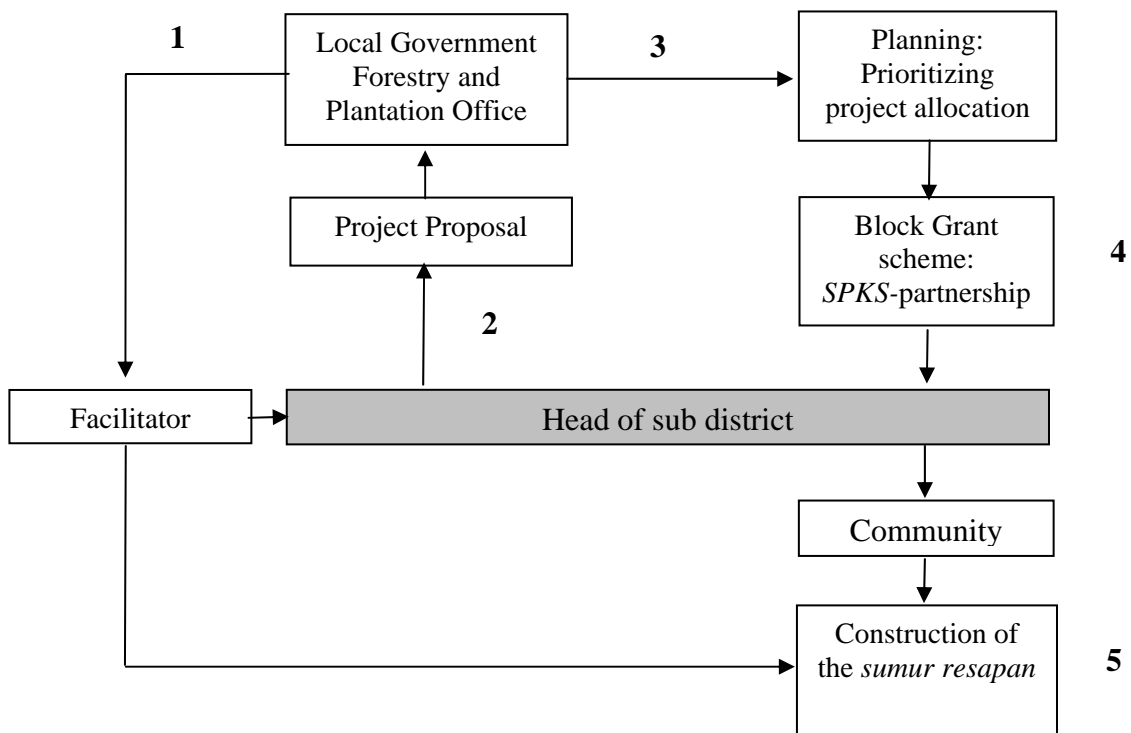 1
Local Government
Forestry and
Plantation Office
3
Planning:
Prioritizing
project allocation
Project Proposal
Block Grant
scheme:
SPKS-partnership
4
2
Facilitator
Head of sub district
Community
Construction of
the sumur resapan
5